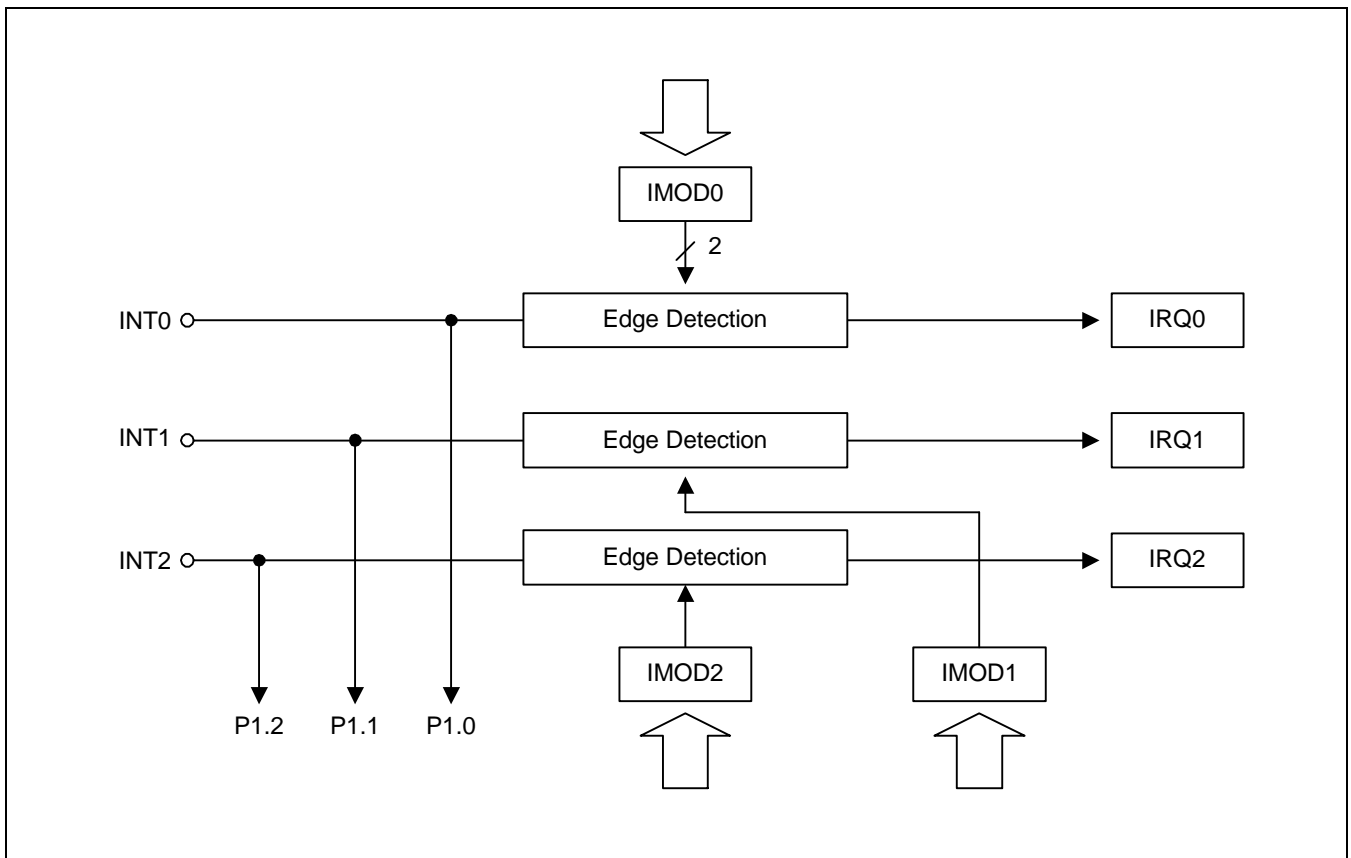 IMOD0
2
INT0
Edge Detection
IRQ0
INT1
Edge Detection
IRQ1
INT2
Edge Detection
IRQ2
IMOD2
IMOD1
P1.2
P1.1
P1.0